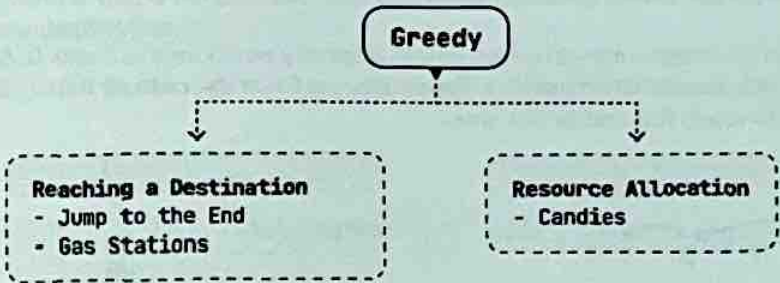 Greedy
Reaching a Destination
- Jump to the End
- Gas Stations
Resource Allocation
- Candies